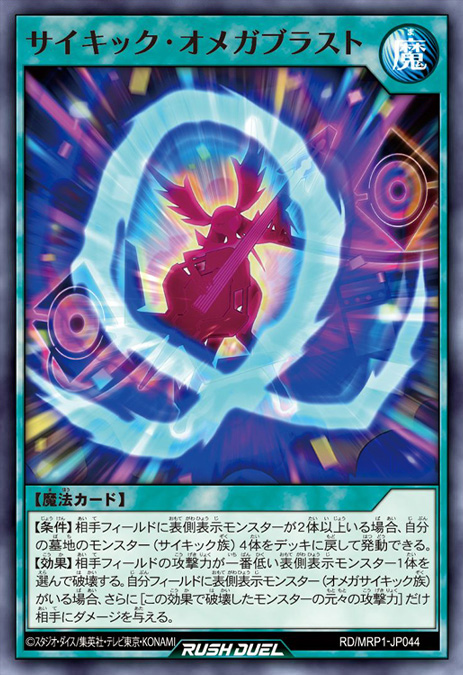 サイキック・オメガブラスト
魔
【魔法カード】
【条件】相手フィールドに表側表示モンスターが2体以上いる場合、自分
の墓地のモンスター(サイキック族)4体をデッキに戻して発動できる。
【効果】相手フィールドの攻撃力が一番低い表側表示モンスター1体を
選んで破壊する。自分フィールドに表側表示モンスター(オメガサイキック族)
がいる場合、さらに[この効果で破壊したモンスターの元々の攻撃力]だけ
相手にダメージを与える。
©スタジオ・ダイス/集英社・テレビ東京・KONAMI
RUSH DUEL
RD/MRP1-JP044